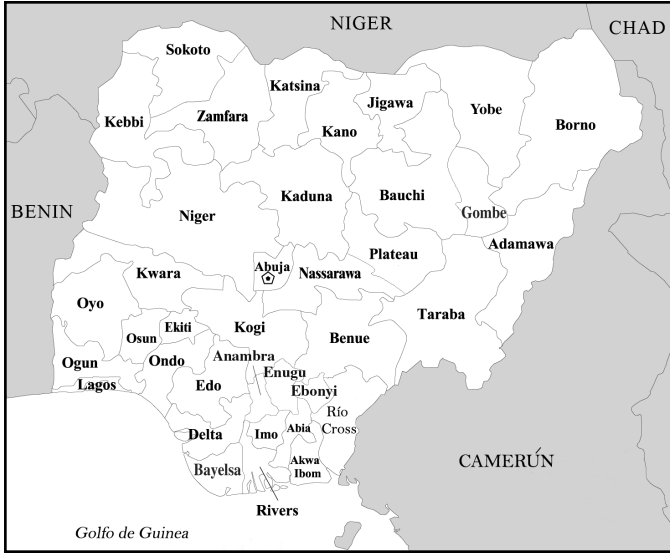 NIGER
CHAD
Sokoto
Katsina
Jigawa
Yobe
Borno
Kebbi
Zamfara
Kano
BENIN
Niger
Kaduna
Bauchi
Gombe
Adamawa
Plateau
Abuja
Nassarawa
Kwara
Oyo
Taraba
Kogi
Benue
Ekiti
Osun
Ogun
Ondo
Anambra
Enugu
Lagos
Edo
Ebonyi
Río
Cross
Delta
Imo
Abia
Bayelsa
Akwa
Ibom
CAMERÚN
Rivers
Golfo de Guinea